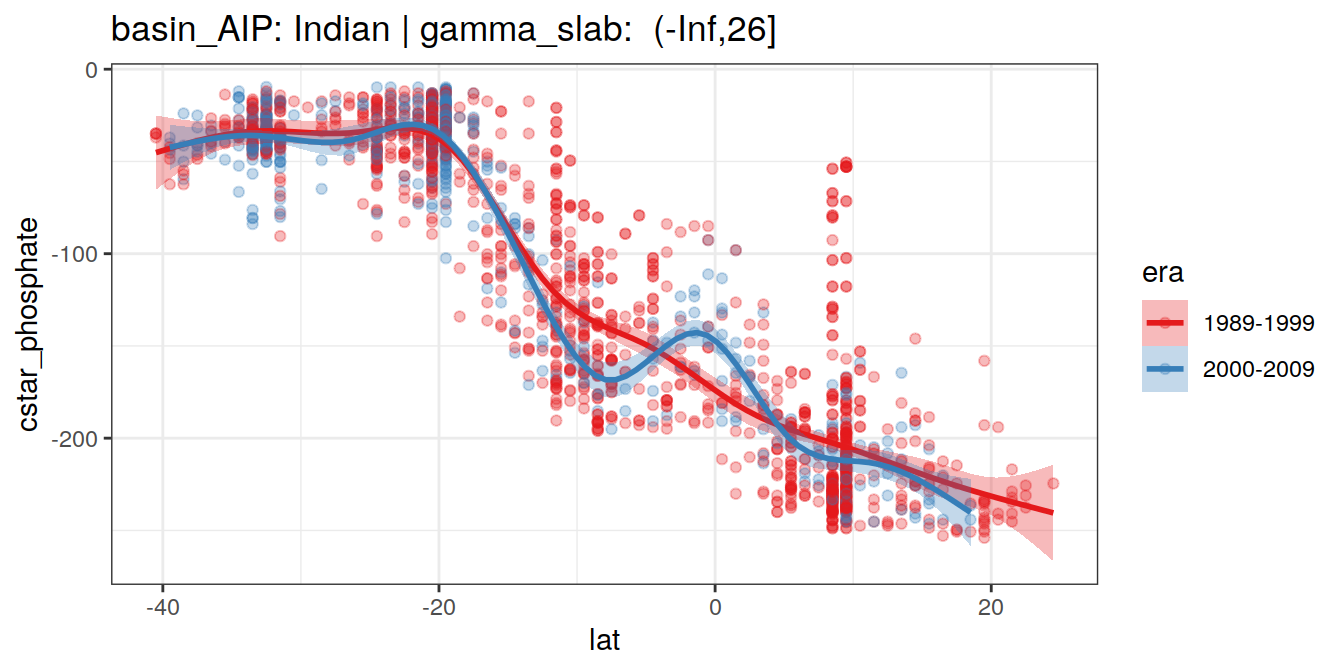 basin_AIP: Indian | gamma_slab:  (-Inf,26]
0
-100
-200
cstar_phosphate
-40
-20
0
20
lat
era
1989-1999
2000-2009